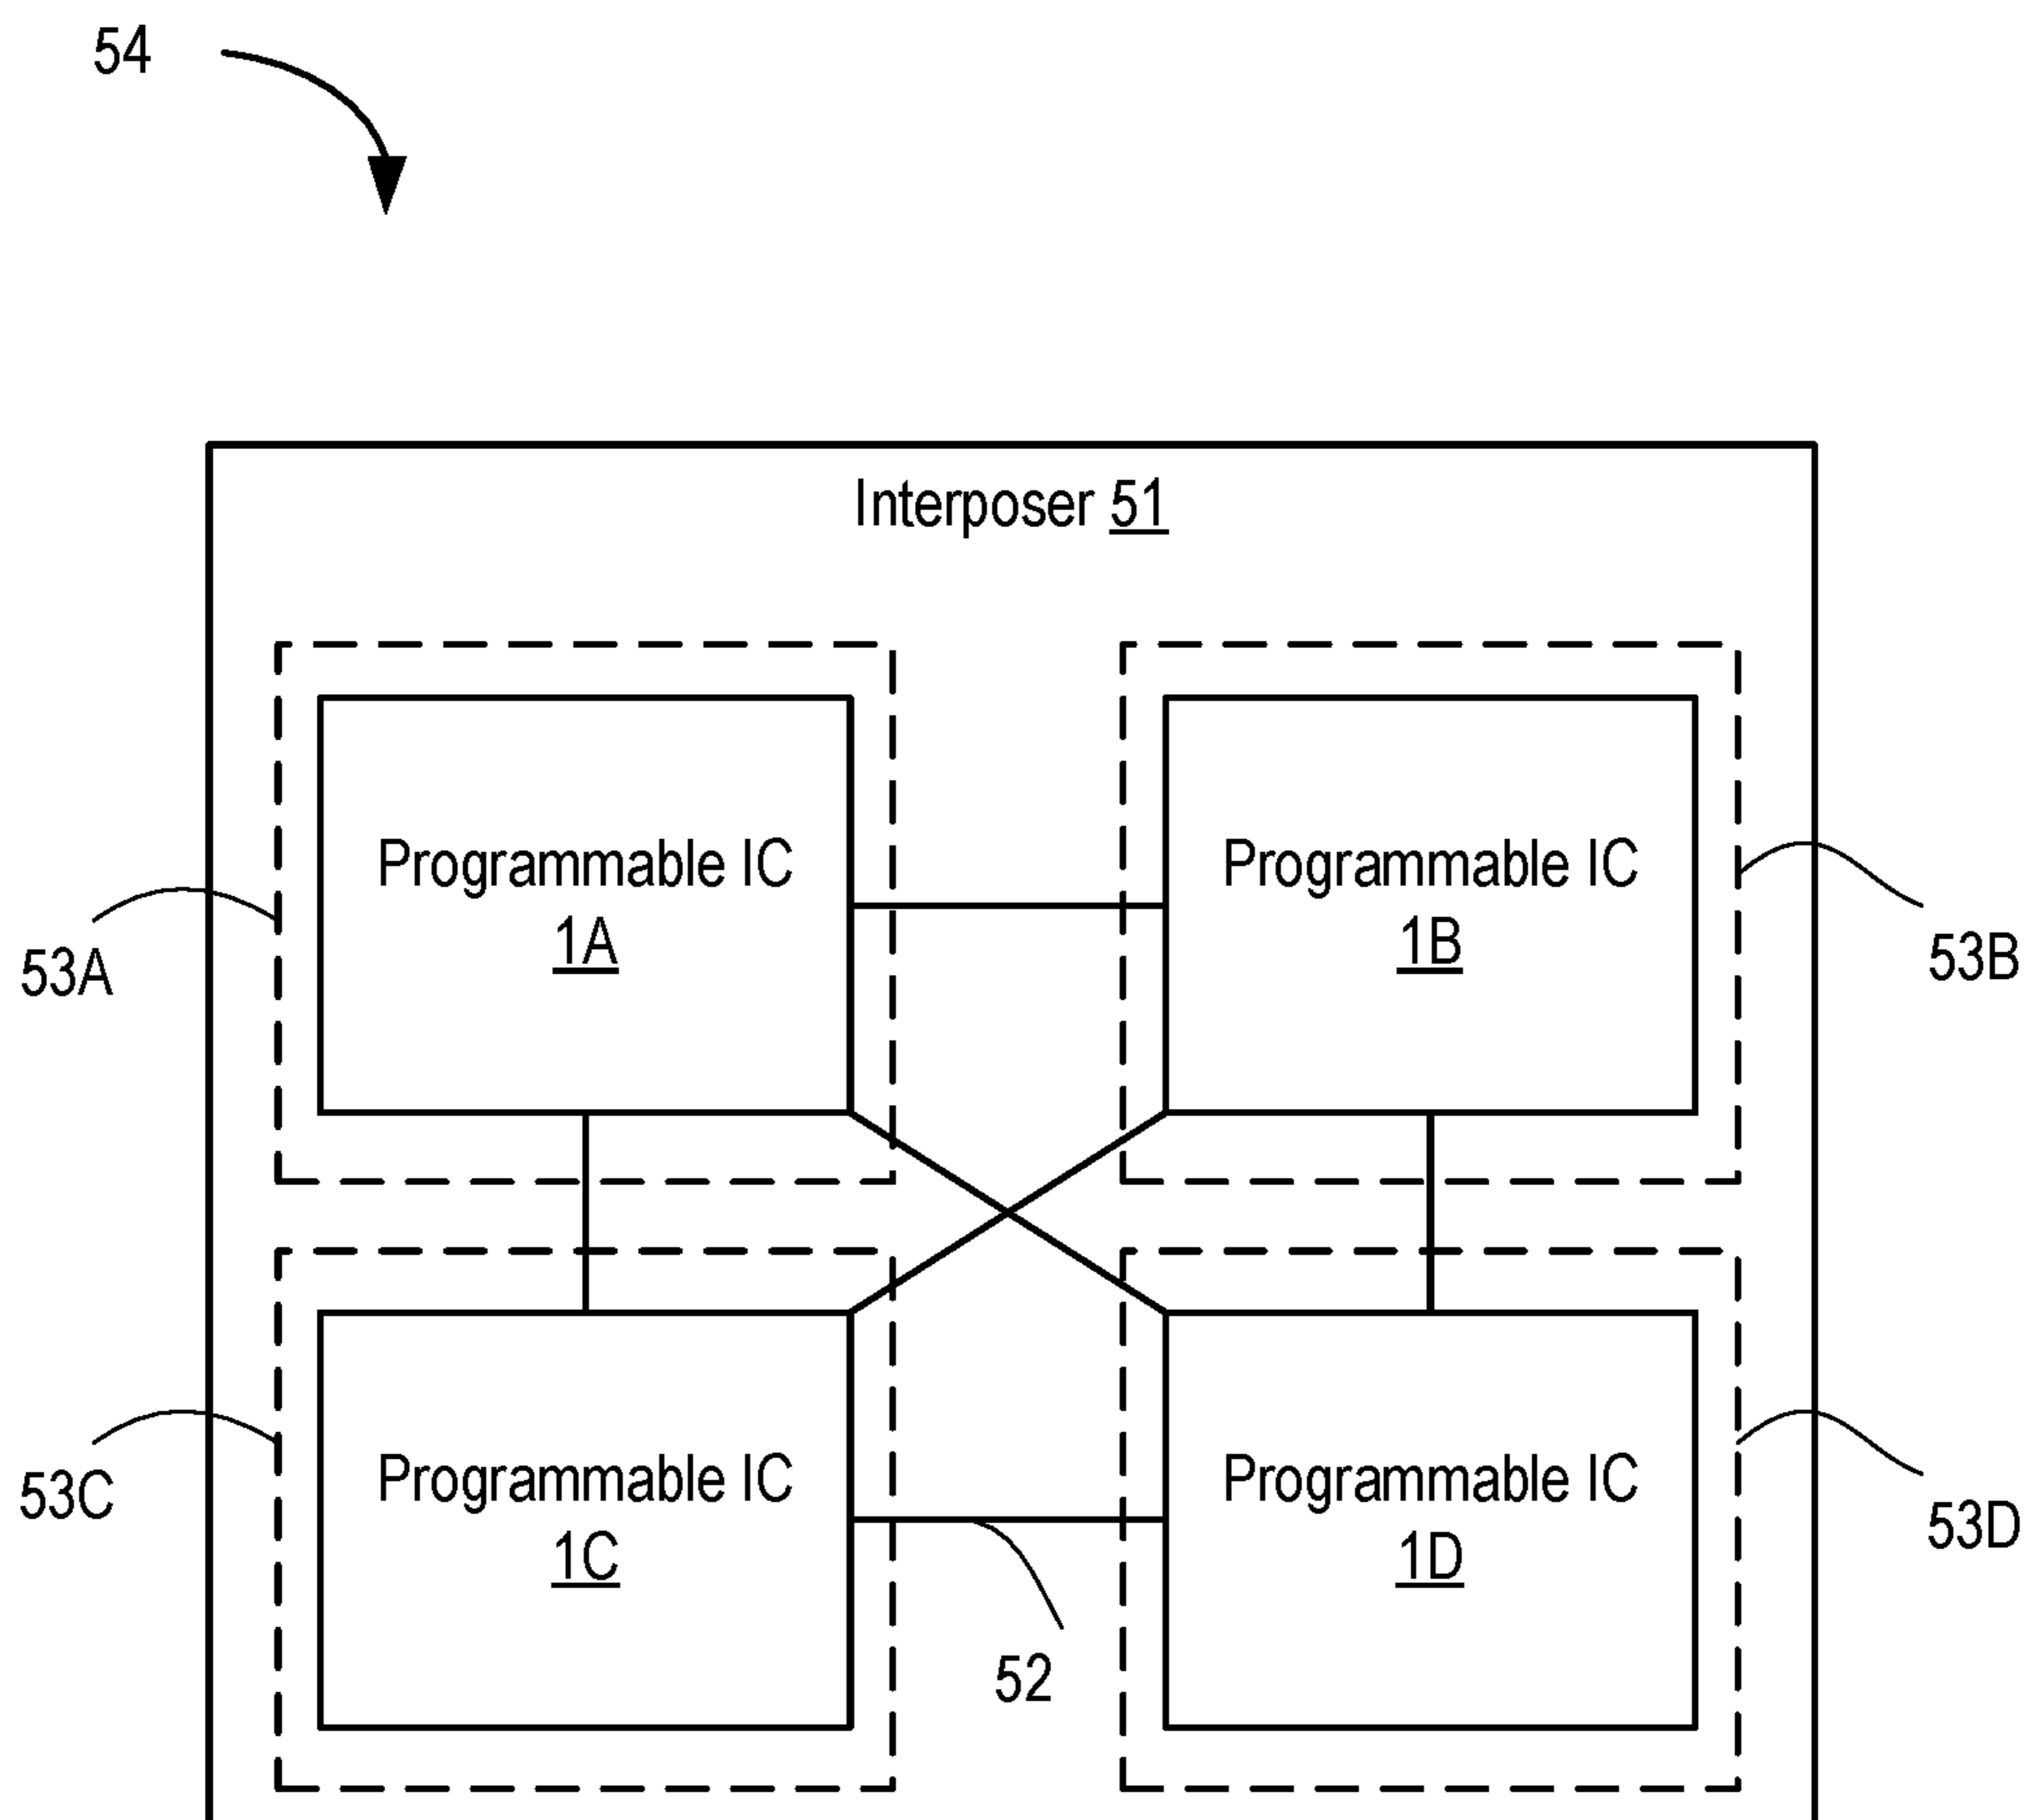 54
Interposer 51
Programmable IC
1A
Programmable IC
1B
53A
53B
Programmable IC
1C
Programmable IC
1D
53C
53D
52